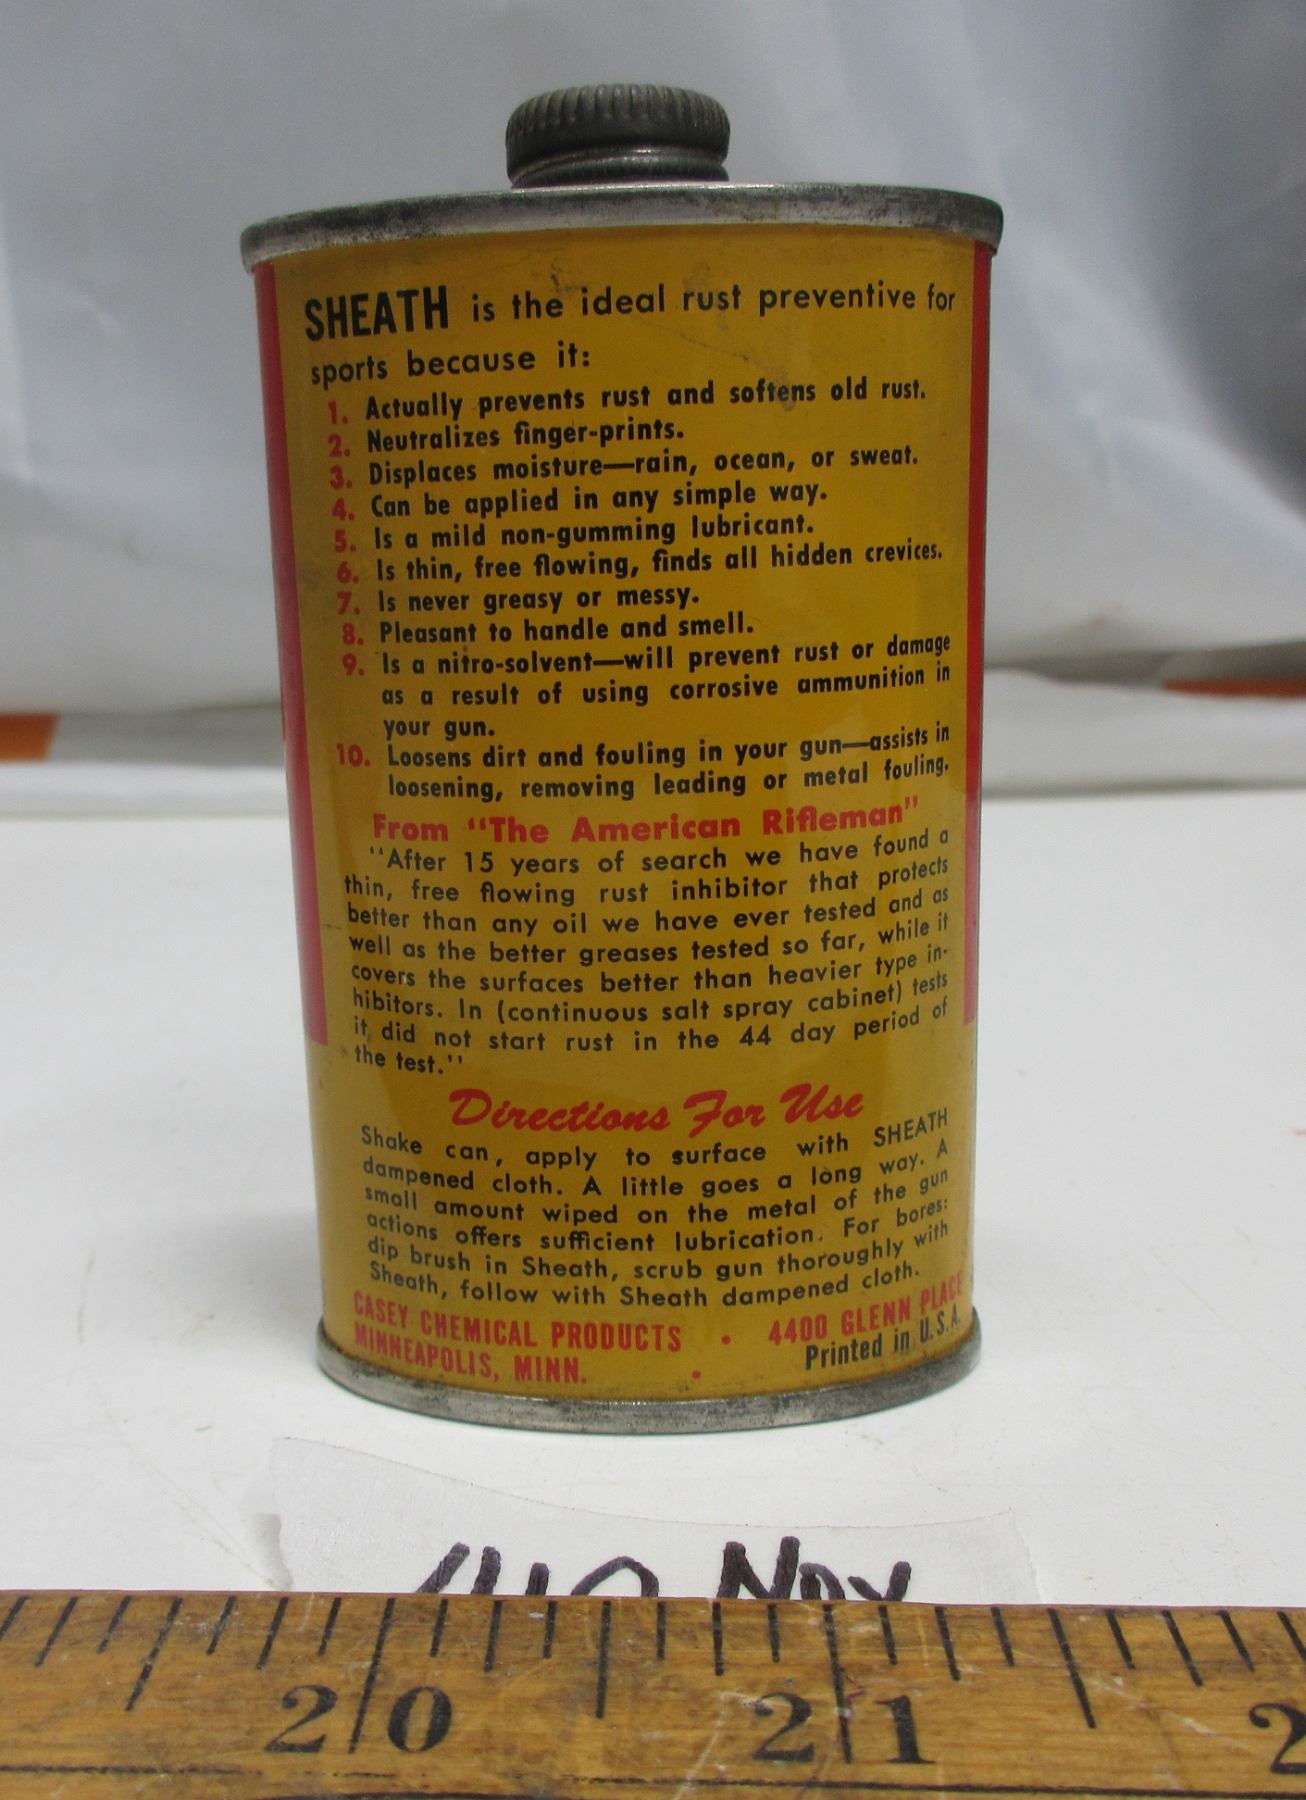 SHEATH is the ideal rust preventive for
sports because it:
1. Actually prevents rust and softens old rust.
2. Neutralizes finger-prints.
3. Displaces moisture—rain, ocean, or sweat.
4. Can be applied in any simple way.
5. Is a mild non-gumming lubricant.
6. Is thin, free flowing, finds all hidden crevices.
7. Is never greasy or messy.
8. Pleasant to handle and smell.
9. Is a nitro-solvent—will prevent rust or damage
as a result of using corrosive ammunition in
your gun.
10. Loosens dirt and fouling in your gun—assists in
loosening, removing leading or metal fouling.
From "The American Rifleman"
"After 15 years of search we have found a
thin, free flowing rust inhibitor that protects
better than any oil we have ever tested and as
well as the better greases tested so far, while it
covers the surfaces better than heavier type in-
hibitors. In (continuous salt spray cabinet) tests
it did not start rust in the 44 day period of
the test."
Directions For Use
Shake can, apply to surface with SHEATH
dampened cloth. A little goes a long way. A
small amount wiped on the metal of the gun
actions offers sufficient lubrication. For bores:
dip brush in Sheath, scrub gun thoroughly with
Sheath, follow with Sheath dampened cloth.
CASEY CHEMICAL PRODUCTS • 4400 GLENN PLACE
MINNEAPOLIS, MINN. • Printed in U.S.A.
20 21 2